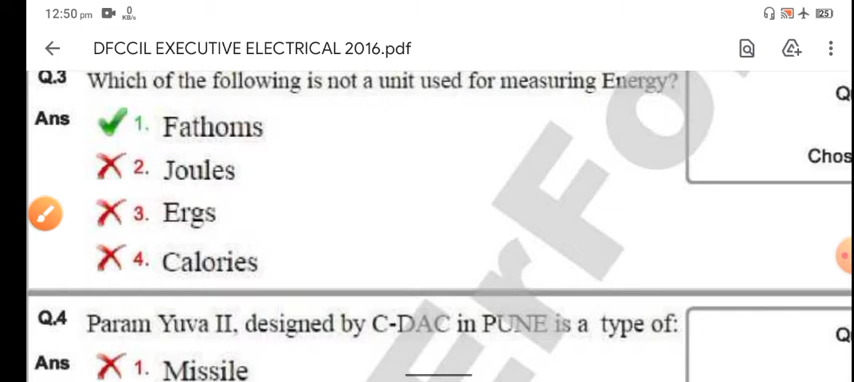 12:50 pm 0 KB/s 25
DFCCIL EXECUTIVE ELECTRICAL 2016.pdf
Q.3 Which of the following is not a unit used for measuring Energy?
Q
Ans 1. Fathoms
Chos
2. Joules
3. Ergs
4. Calories
Q.4 Param Yuva II, designed by C-DAC in PUNE is a type of:
Q
Ans 1. Missile
erFo